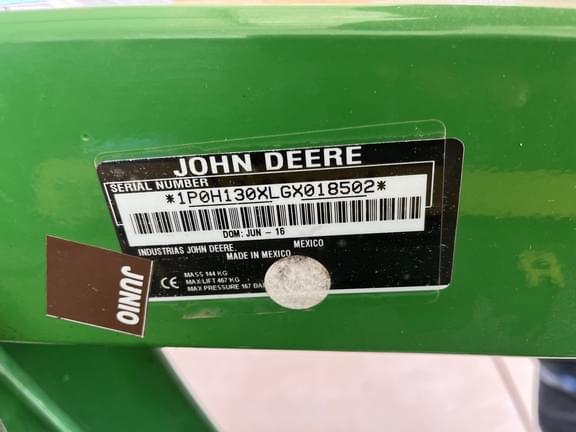 JOHN DEERE
SERIAL NUMBER
*1P0H130XLGX018502*
DOM: JUN - 16
INDUSTRIAS JOHN DEERE. MEXICO
MADE IN MEXICO
CE MASS 144 KG
MAX LIFT 467 KG
MAX PRESSURE 167 BA
JUNIO